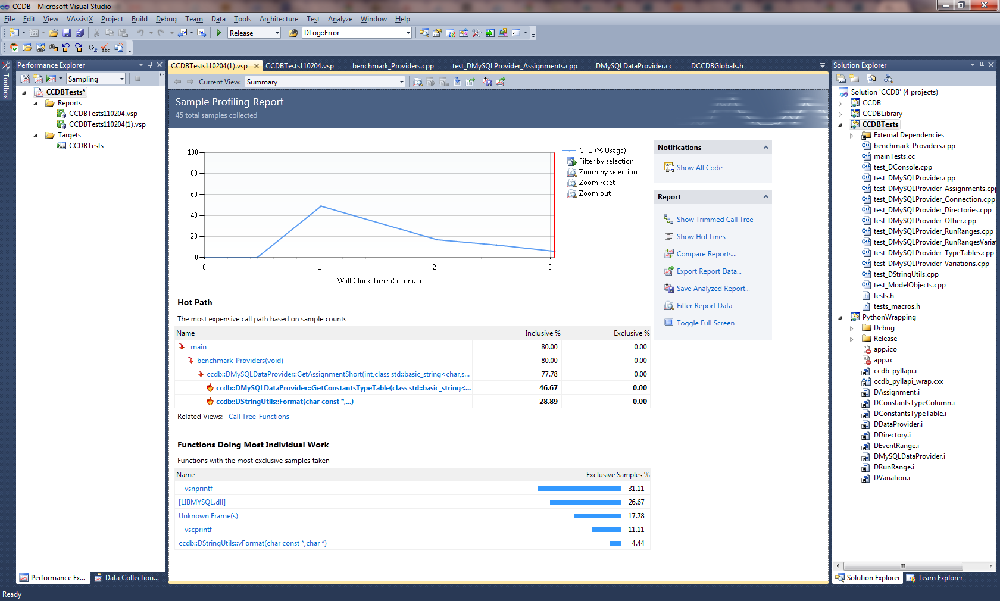 CCDB - Microsoft Visual Studio
File Edit View VAssistX Project Build Debug Team Data Tools Architecture Test Analyze Window Help
Release
DLog::Error
Toolbox
Performance Explorer
Sampling
CCDBTests*
Reports
CCDBTests110204.vsp
CCDBTests110204(1).vsp
Targets
CCDBTests
Performance Ex...
Data Collection...
CCDBTests110204(1).vsp
CCDBTests110204.vsp
benchmark_Providers.cpp
test_DMySQLProvider_Assignments.cpp
DMySQLDataProvider.cc
DCCDBGlobals.h
Current View: Summary
Sample Profiling Report
45 total samples collected
100
80
60
40
20
0
0 1 2 3
Wall Clock Time (Seconds)
CPU (% Usage)
Filter by selection
Zoom by selection
Zoom reset
Zoom out
Notifications
Show All Code
Report
Show Trimmed Call Tree
Show Hot Lines
Compare Reports...
Export Report Data...
Save Analyzed Report...
Filter Report Data
Toggle Full Screen
Hot Path
The most expensive call path based on sample counts
Name Inclusive % Exclusive %
_main 80.00 0.00
benchmark_Providers(void) 80.00 0.00
ccdb::DMySQLDataProvider::GetAssignmentShort(int,class std::basic_string<char,s... 77.78 0.00
ccdb::DMySQLDataProvider::GetConstantsTypeTable(class std::basic_string<... 46.67 0.00
ccdb::DStringUtils::Format(char const *,...) 28.89 0.00
Related Views: Call Tree Functions
Functions Doing Most Individual Work
Functions with the most exclusive samples taken
Name Exclusive Samples %
__vsnprintf 31.11
[LIBMYSQL.dll] 26.67
Unknown Frame(s) 17.78
__vscprintf 11.11
ccdb::DStringUtils::vFormat(char const *,char *) 4.44
Solution Explorer
Solution 'CCDB' (4 projects)
CCDB
CCDBLibrary
CCDBTests
External Dependencies
benchmark_Providers.cpp
mainTests.cc
test_DConsole.cpp
test_DMySQLProvider.cpp
test_DMySQLProvider_Assignments.cpp
test_DMySQLProvider_Connection.cpp
test_DMySQLProvider_Directories.cpp
test_DMySQLProvider_Other.cpp
test_DMySQLProvider_RunRanges.cpp
test_DMySQLProvider_RunRangesVaria
test_DMySQLProvider_TypeTables.cpp
test_DMySQLProvider_Variations.cpp
test_DStringUtils.cpp
test_ModelObjects.cpp
tests.h
tests_macros.h
PythonWrapping
Debug
Release
app.ico
app.rc
ccdb_pyllapi.i
ccdb_pyllapi_wrap.cxx
DAssignment.i
DConstantsTypeColumn.i
DConstantsTypeTable.i
DDataProvider.i
DDirectory.i
DEventRange.i
DMySQLDataProvider.i
DRunRange.i
DVariation.i
Solution Explorer
Team Explorer
Ready